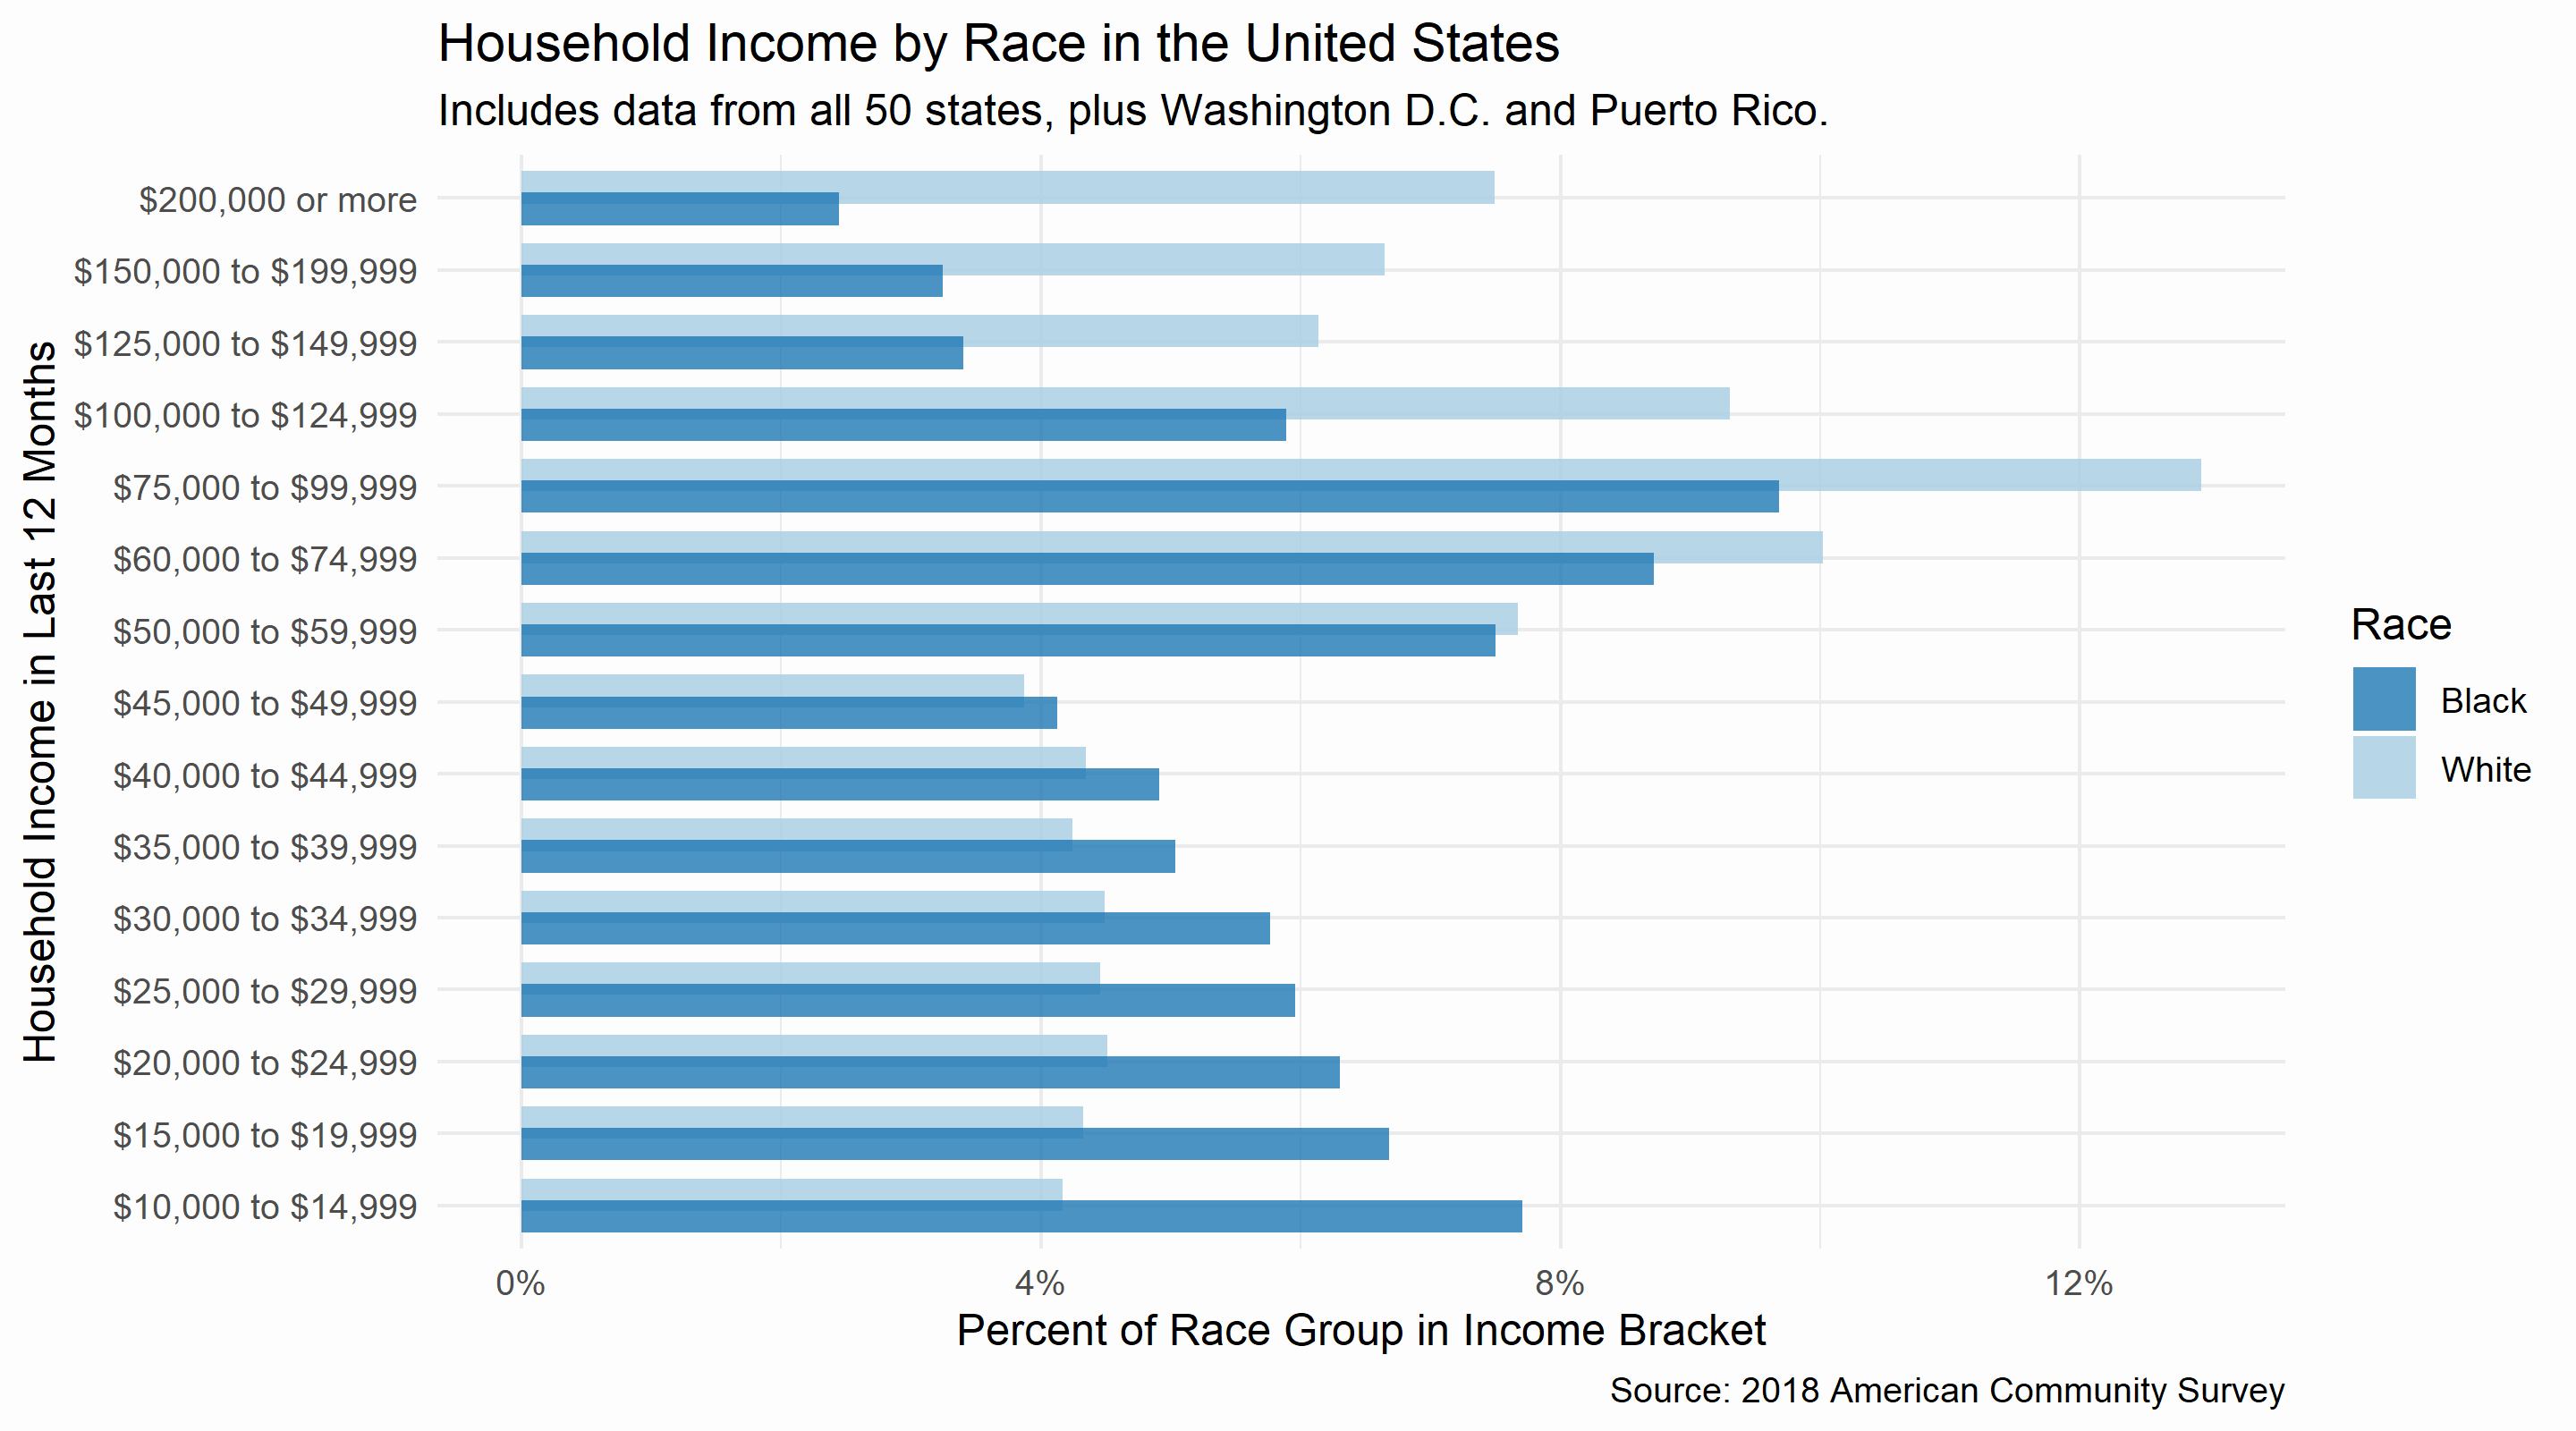 Household Income by Race in the United States
Includes data from all 50 states, plus Washington D.C. and Puerto Rico.
Household Income in Last 12 Months
$200,000 or more
$150,000 to $199,999
$125,000 to $149,999
$100,000 to $124,999
$75,000 to $99,999
$60,000 to $74,999
$50,000 to $59,999
$45,000 to $49,999
$40,000 to $44,999
$35,000 to $39,999
$30,000 to $34,999
$25,000 to $29,999
$20,000 to $24,999
$15,000 to $19,999
$10,000 to $14,999
0% 4% 8% 12%
Percent of Race Group in Income Bracket
Race
Black
White
Source: 2018 American Community Survey